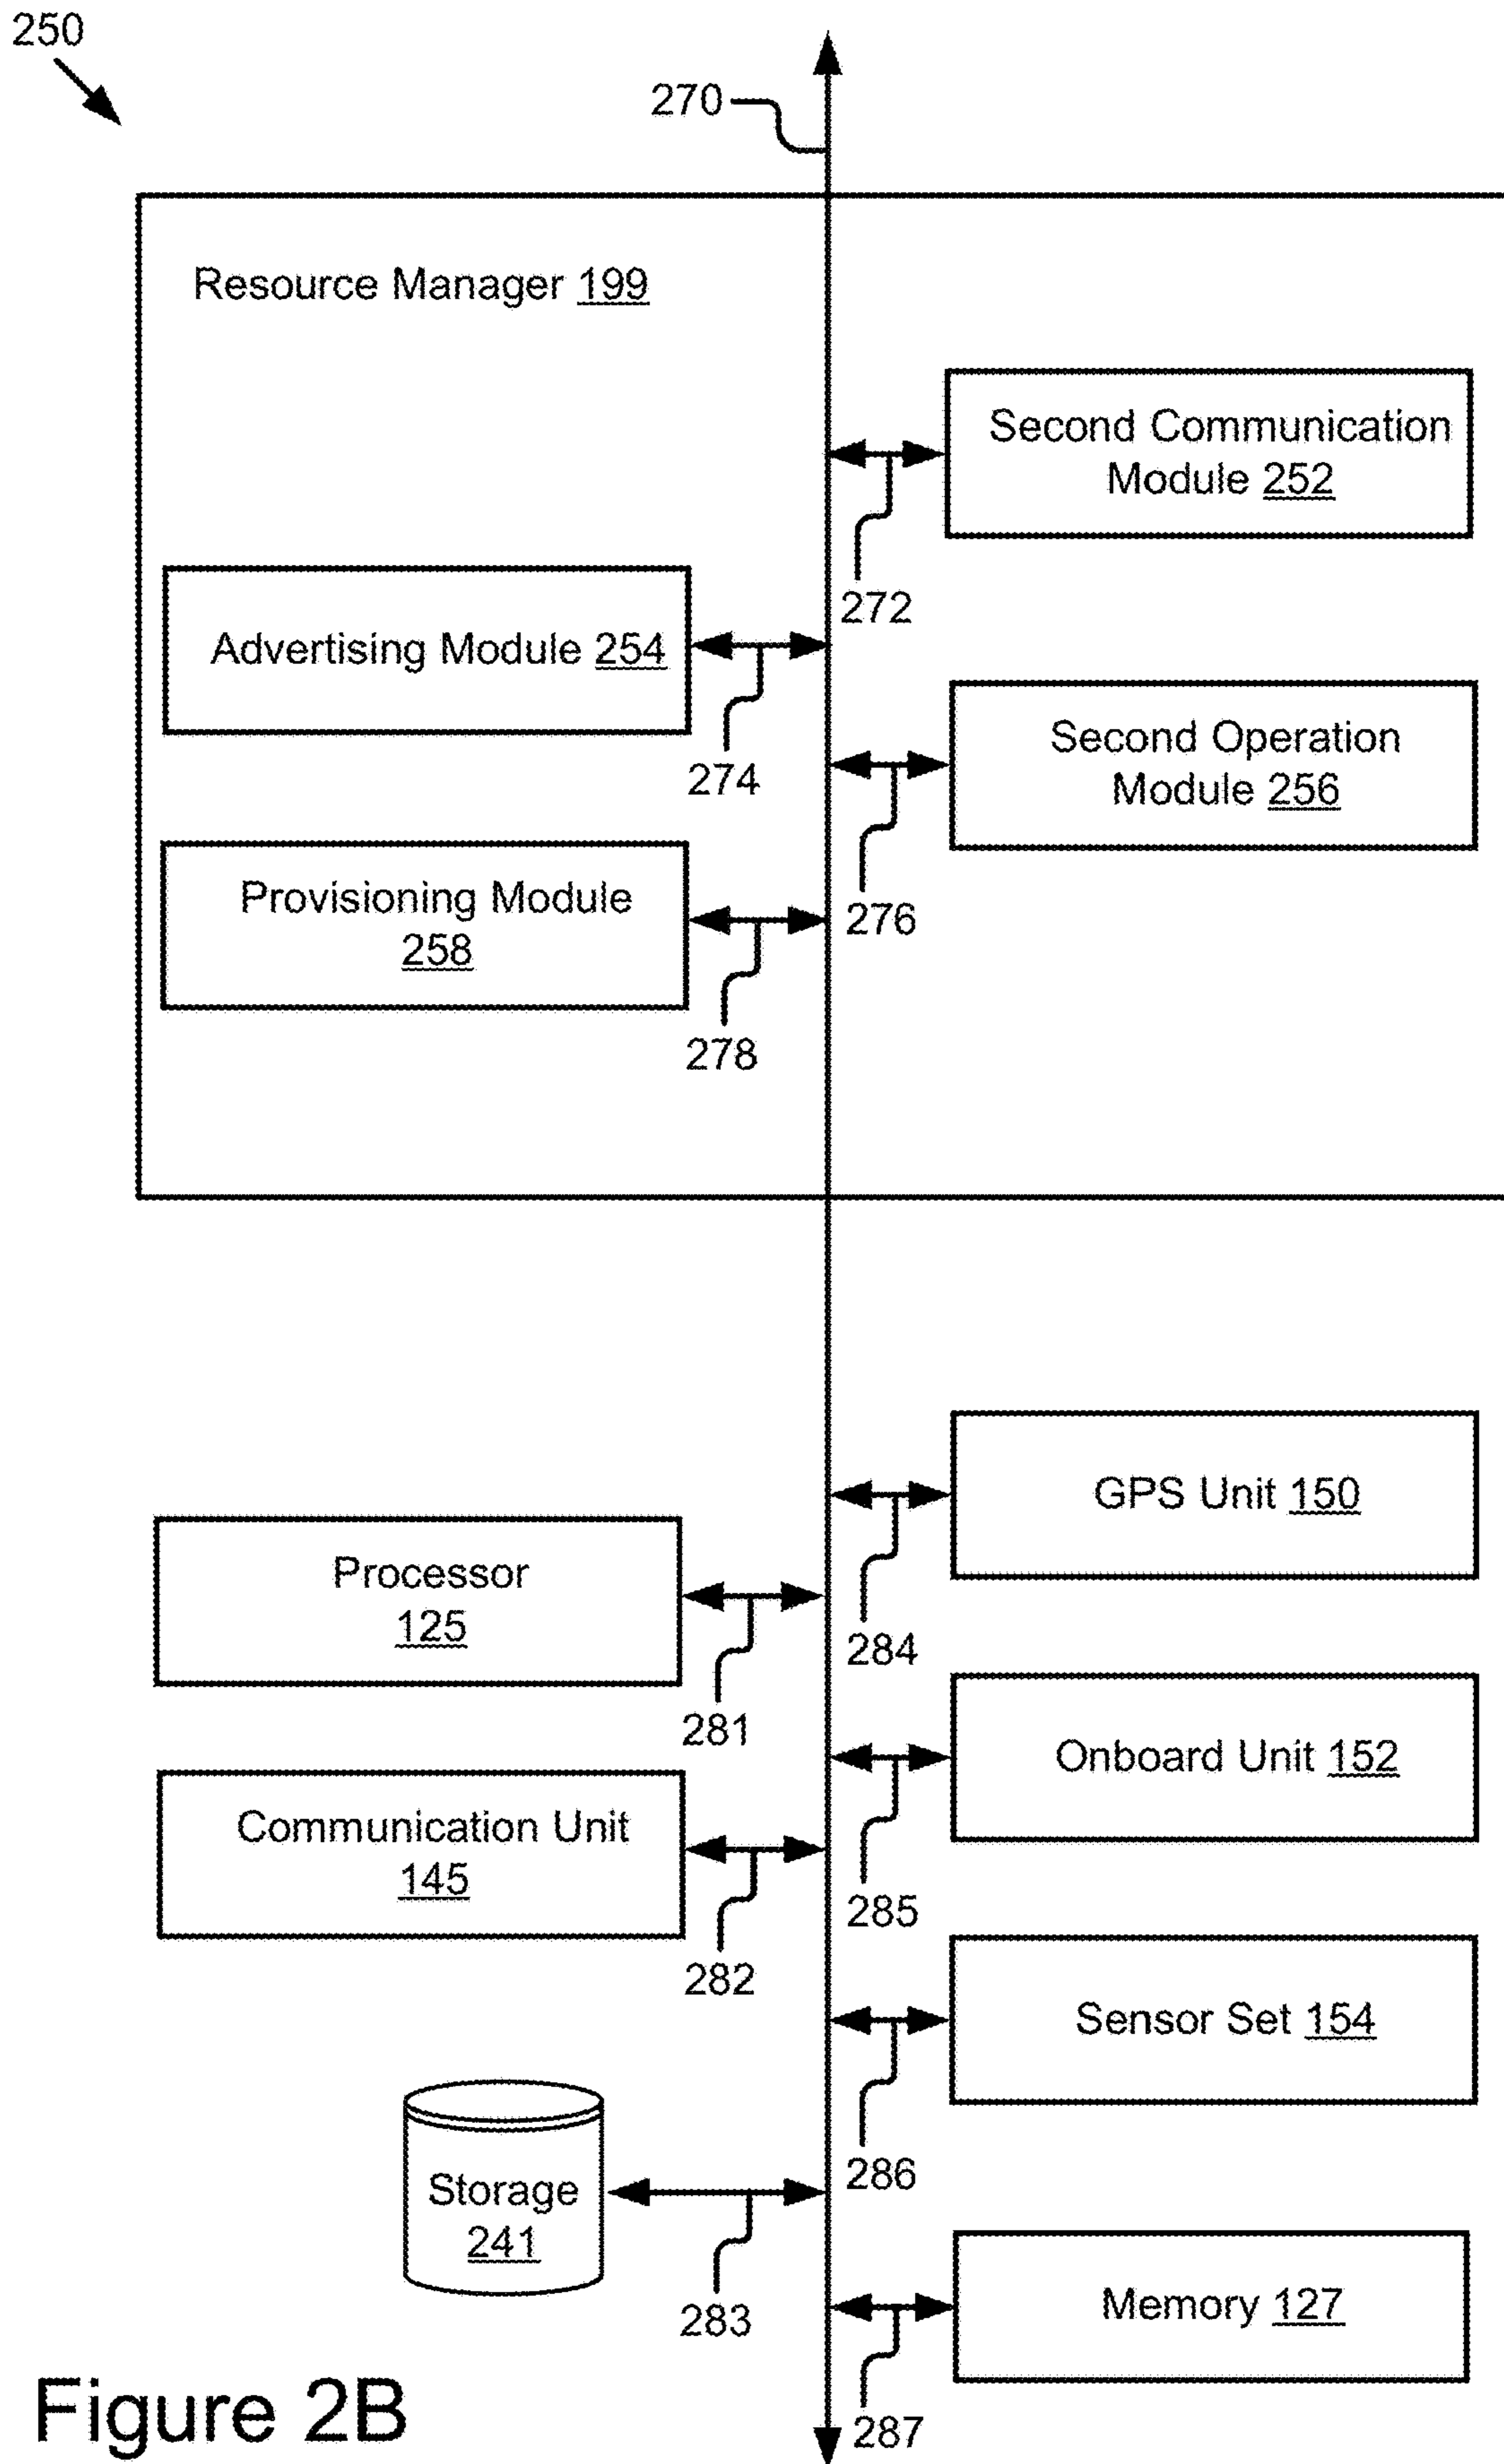 250
270
Resource Manager 199
Second Communication
Module 252
272
Advertising Module 254
274
Second Operation
Module 256
276
Provisioning Module
258
278
GPS Unit 150
284
Processor
125
281
Onboard Unit 152
285
Communication Unit
145
282
Sensor Set 154
286
Storage
241
283
Memory 127
287
Figure 2B